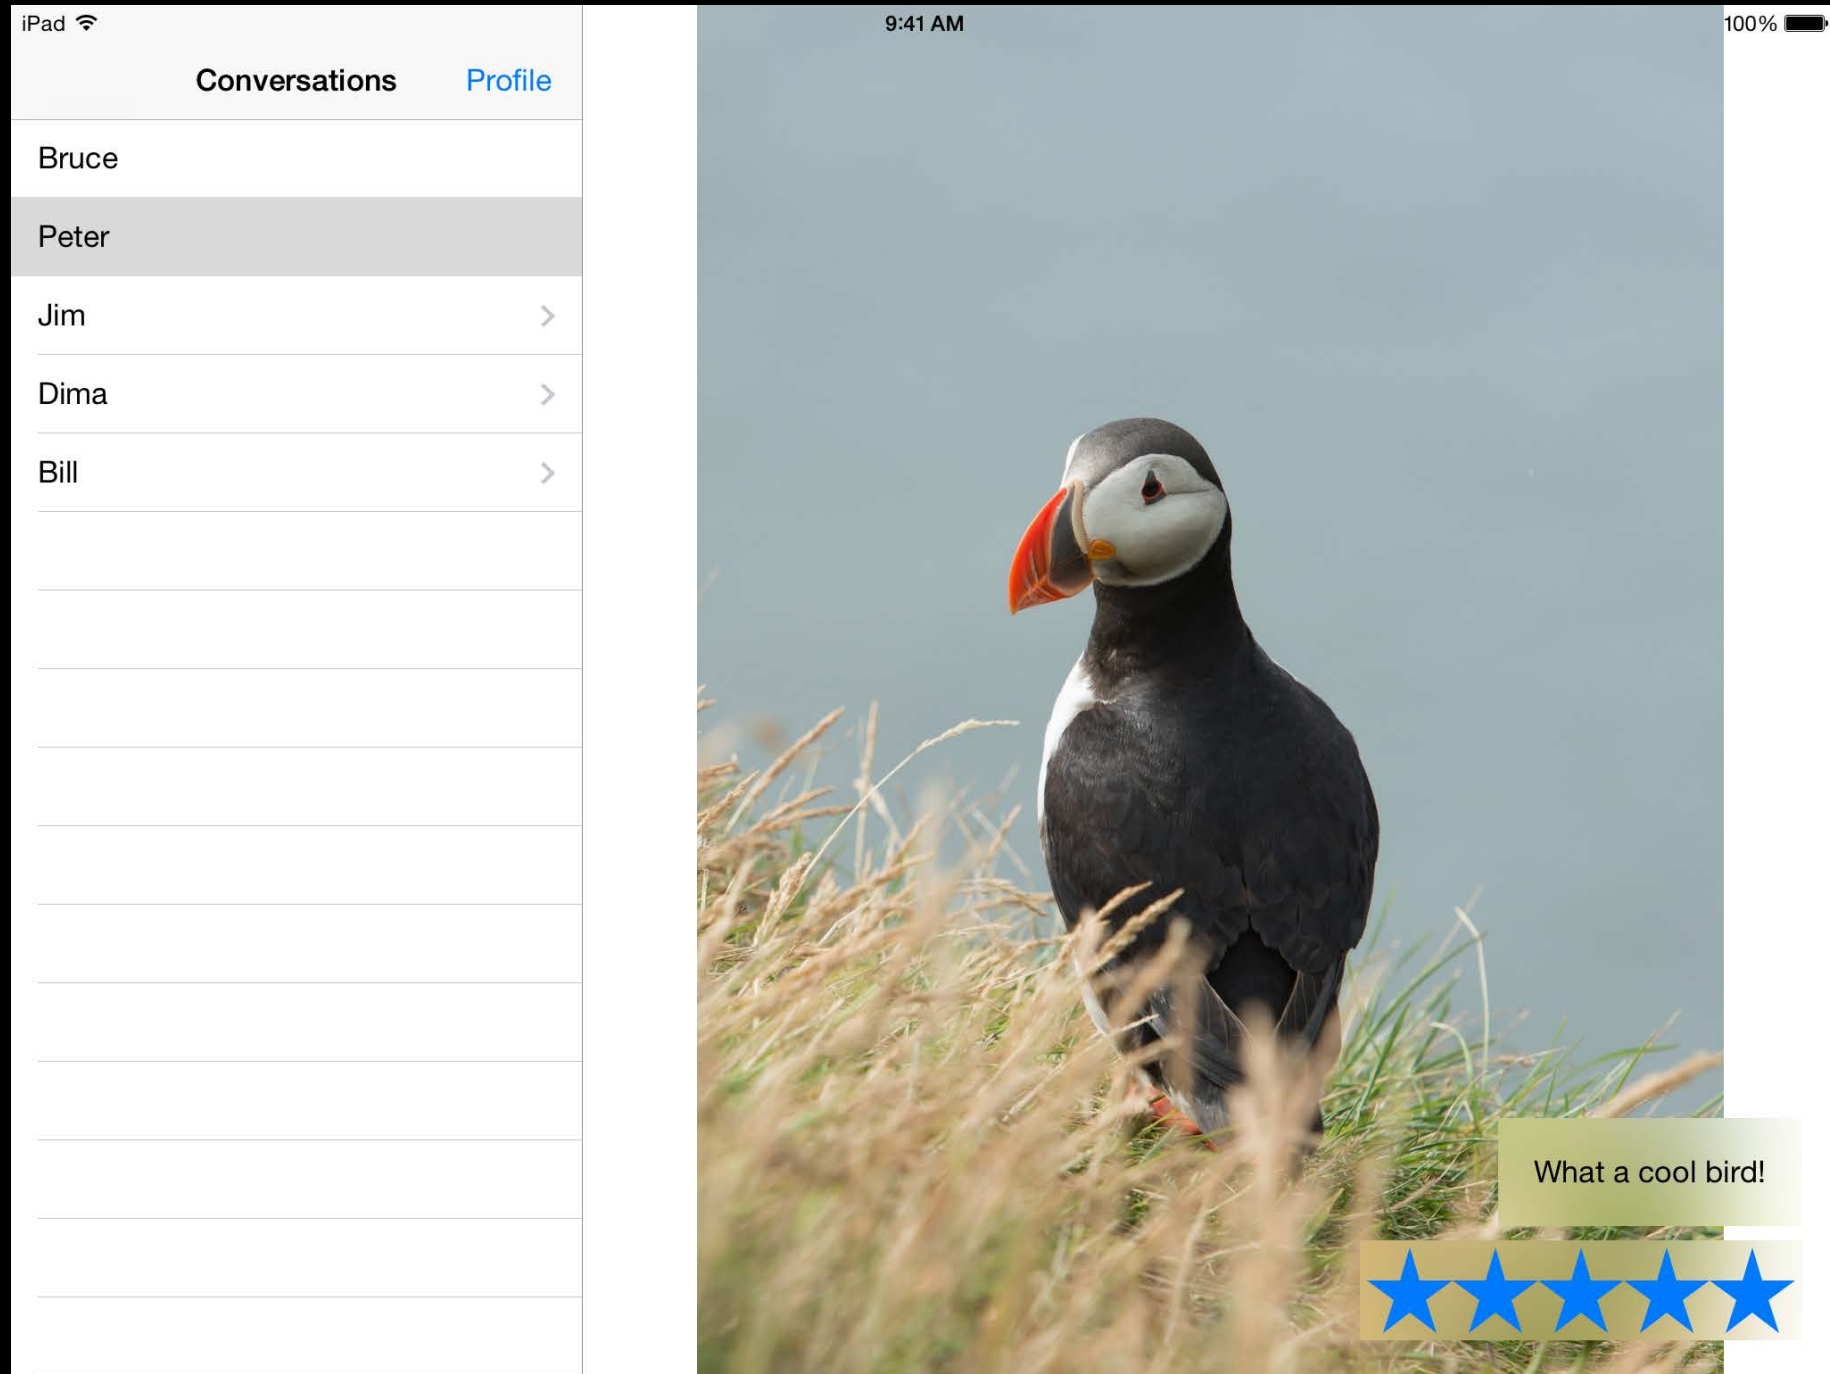 iPad
9:41 AM
100%
Conversations
Profile
Bruce
Peter
Jim
Dima
Bill
What a cool bird!